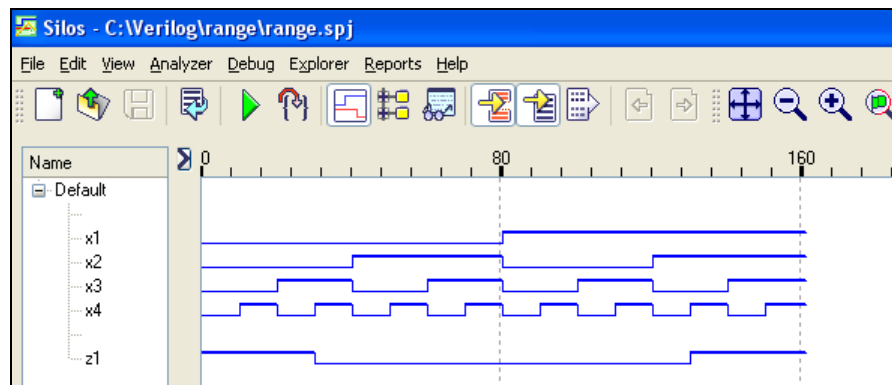 Silos - C:\Verilog\range\range.spj
File Edit View Analyzer Debug Explorer Reports Help
Name 0 80 160
Default
x1
x2
x3
x4
z1